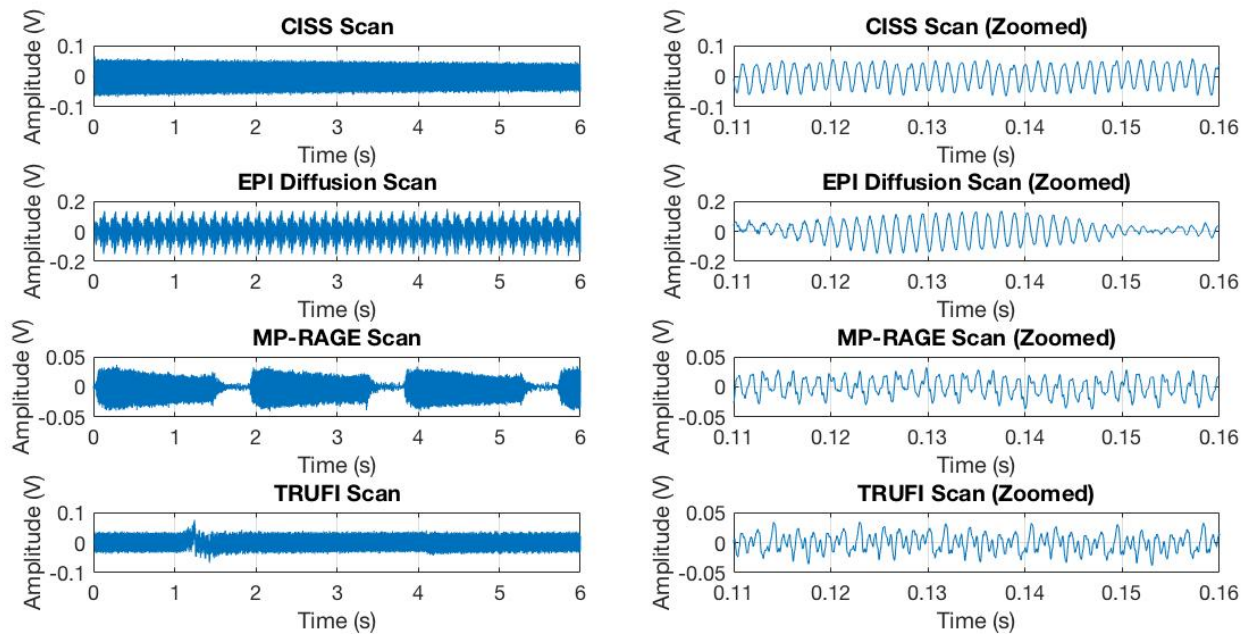 CISS Scan
Amplitude (V)
0.1
0
-0.1
0 1 2 3 4 5 6
Time (s)
CISS Scan (Zoomed)
Amplitude (V)
0.1
0
-0.1
0.11 0.12 0.13 0.14 0.15 0.16
Time (s)
EPI Diffusion Scan
Amplitude (V)
0.2
0
-0.2
0 1 2 3 4 5 6
Time (s)
EPI Diffusion Scan (Zoomed)
Amplitude (V)
0.2
0
-0.2
0.11 0.12 0.13 0.14 0.15 0.16
Time (s)
MP-RAGE Scan
Amplitude (V)
0.05
0
-0.05
0 1 2 3 4 5 6
Time (s)
MP-RAGE Scan (Zoomed)
Amplitude (V)
0.05
0
-0.05
0.11 0.12 0.13 0.14 0.15 0.16
Time (s)
TRUFI Scan
Amplitude (V)
0.1
0
-0.1
0 1 2 3 4 5 6
Time (s)
TRUFI Scan (Zoomed)
Amplitude (V)
0.05
0
-0.05
0.11 0.12 0.13 0.14 0.15 0.16
Time (s)